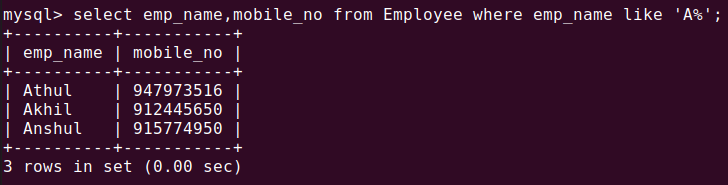 mysql> select emp_name,mobile_no from Employee where emp_name like 'A%';
+----------+-----------+
| emp_name | mobile_no |
+----------+-----------+
| Athul    | 947973516 |
| Akhil    | 912445650 |
| Anshul   | 915774950 |
+----------+-----------+
3 rows in set (0.00 sec)